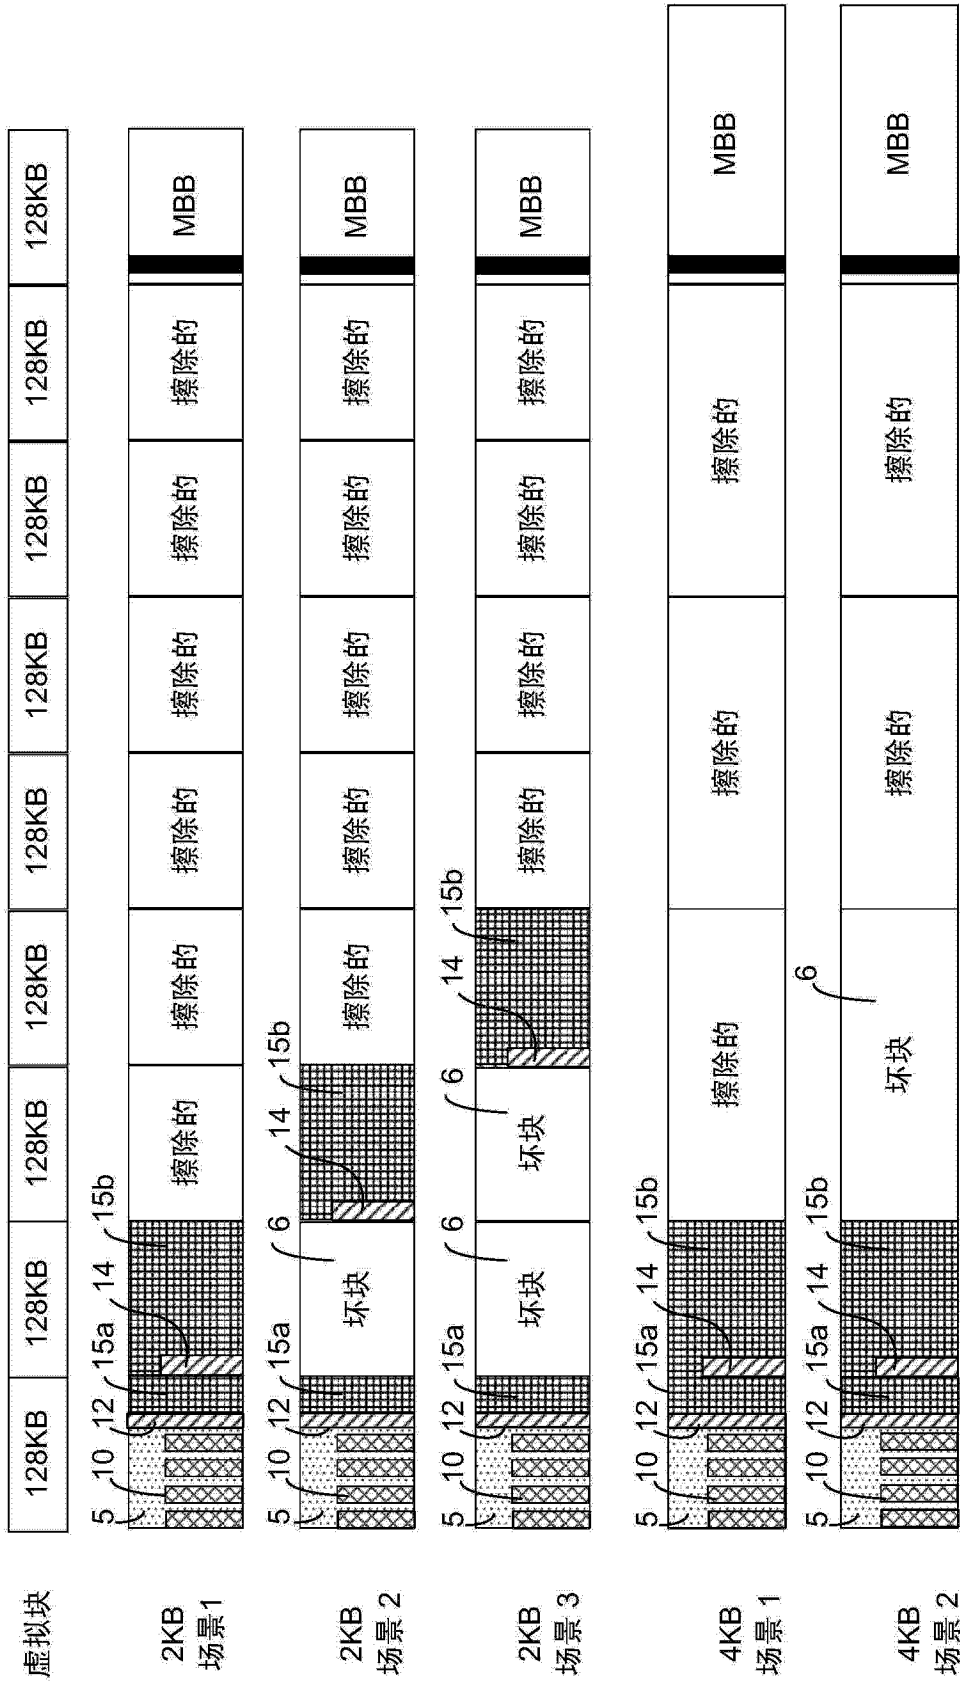 虚拟块 128KB 128KB 128KB 128KB 128KB 128KB 128KB 128KB 128KB
5 10 12 15a 14 15b
2KB 擦除的 擦除的 擦除的 擦除的 擦除的 擦除的 MBB
场景1
5 10 12 15a 6 14 15b
2KB 坏块 擦除的 擦除的 擦除的 擦除的 擦除的 MBB
场景 2
5 10 12 15a 6 6 14 15b
2KB 坏块 坏块 擦除的 擦除的 擦除的 擦除的 MBB
场景 3
5 10 12 15a 14 15b
4KB 擦除的 擦除的 擦除的 MBB
场景 1
5 10 12 15a 14 15b 6
4KB 坏块 擦除的 擦除的 MBB
场景 2